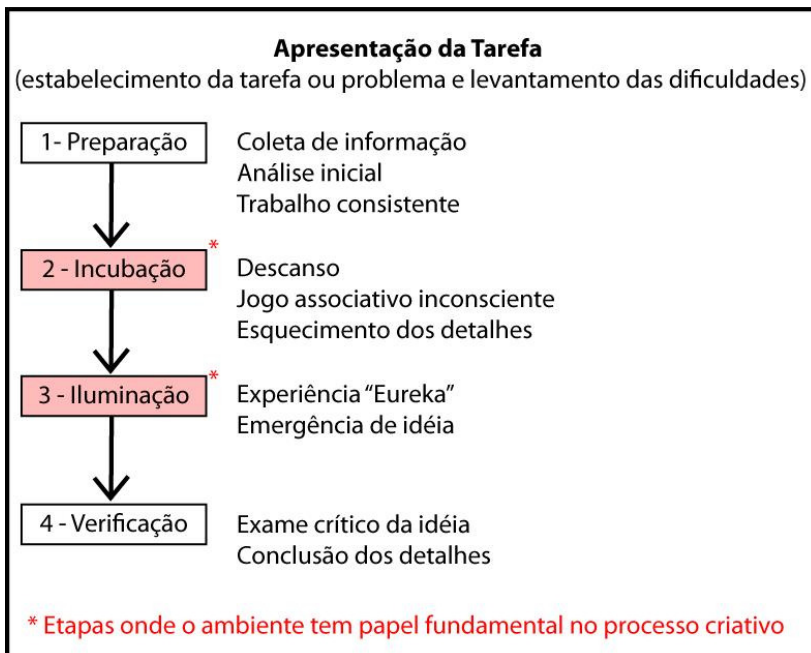 Apresentação da Tarefa
(estabelecimento da tarefa ou problema e levantamento das dificuldades)
1- Preparação
Coleta de informação
Análise inicial
Trabalho consistente
2 - Incubação *
Descanso
Jogo associativo inconsciente
Esquecimento dos detalhes
3 - Iluminação *
Experiência “Eureka”
Emergência de idéia
4 - Verificação
Exame crítico da idéia
Conclusão dos detalhes
* Etapas onde o ambiente tem papel fundamental no processo criativo